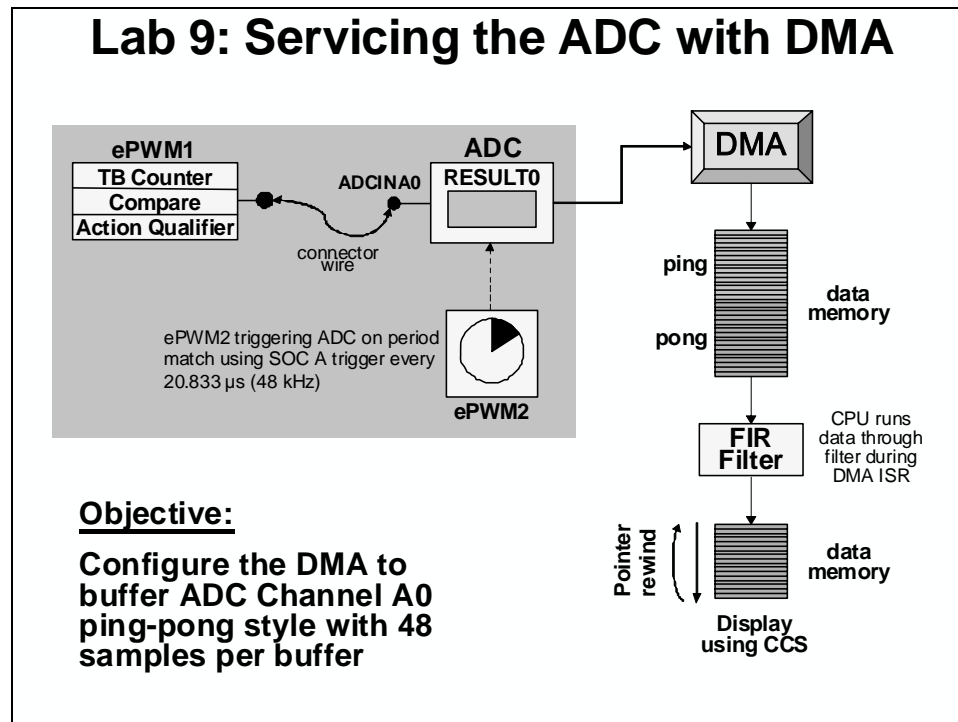 Lab 9: Servicing the ADC with DMA
ePWM1
TB Counter
Compare
Action Qualifier
connector
wire
ADCINA0
ADC
RESULT0
DMA
ePWM2 triggering ADC on period
match using SOC A trigger every
20.833 µs (48 kHz)
ePWM2
ping
pong
data
memory
FIR
Filter
CPU runs
data through
filter during
DMA ISR
Objective:
Configure the DMA to
buffer ADC Channel A0
ping-pong style with 48
samples per buffer
Pointer
rewind
data
memory
Display
using CCS